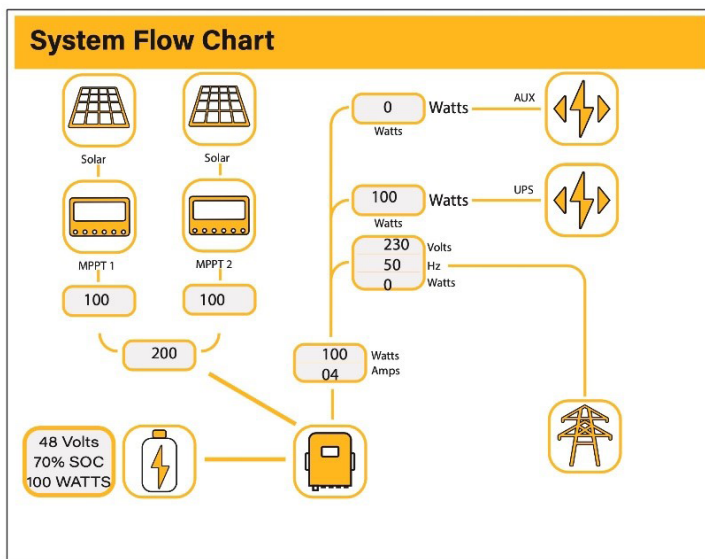 System Flow Chart
Solar
Solar
MPPT 1
MPPT 2
100
100
200
48 Volts
70% SOC
100 WATTS
0 Watts
Watts
AUX
100 Watts
Watts
UPS
230 Volts
50 Hz
0 Watts
100 Watts
04 Amps